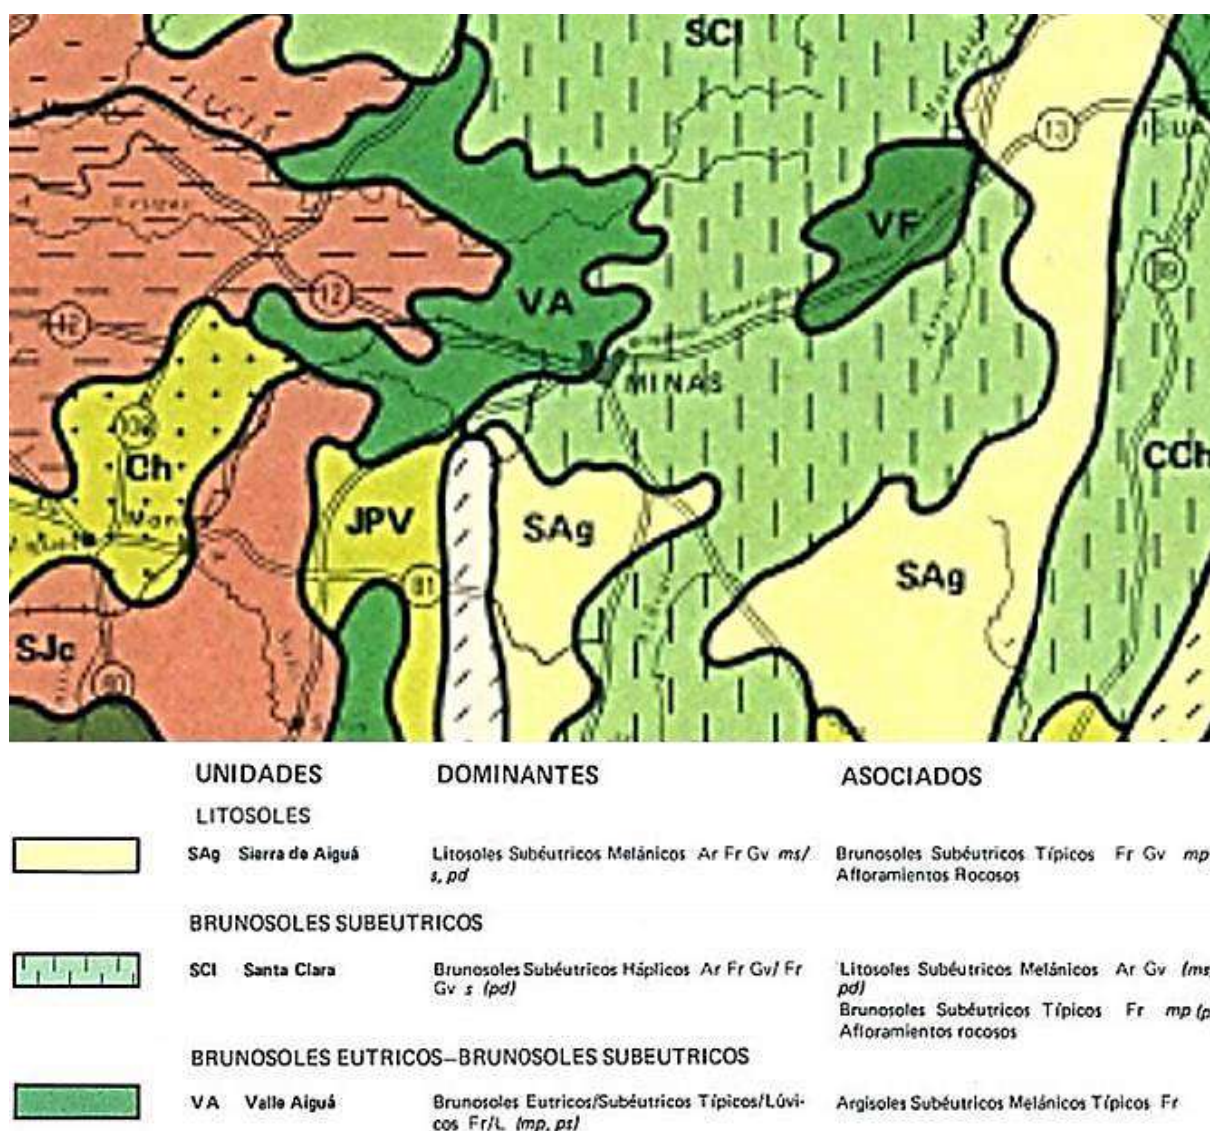 SCl
13
VF
89
12
VA
12
MINAS
Ch
CCh
JPV
SAg
SAg
81
SJc
80
UNIDADES DOMINANTES ASOCIADOS
LITOSOLES
SAg Sierra de Aiguá Litosoles Subéutricos Melánicos Ar Fr Gv ms/ Brunosoles Subéutricos Típicos Fr Gv mp
s, pd Afloramientos Rocosos
BRUNOSOLES SUBEUTRICOS
SCl Santa Clara Brunosoles Subéutricos Háplicos Ar Fr Gv/ Fr Litosoles Subéutricos Melánicos Ar Gv (ms,
Gv s (pd) pd)
Brunosoles Subéutricos Típicos Fr mp (p
Afloramientos rocosos
BRUNOSOLES EUTRICOS–BRUNOSOLES SUBEUTRICOS
VA Valle Aiguá Brunosoles Eutricos/Subéutricos Típicos/Lúvi- Argisoles Subéutricos Melánicos Típicos Fr
cos Fr/L (mp, ps)